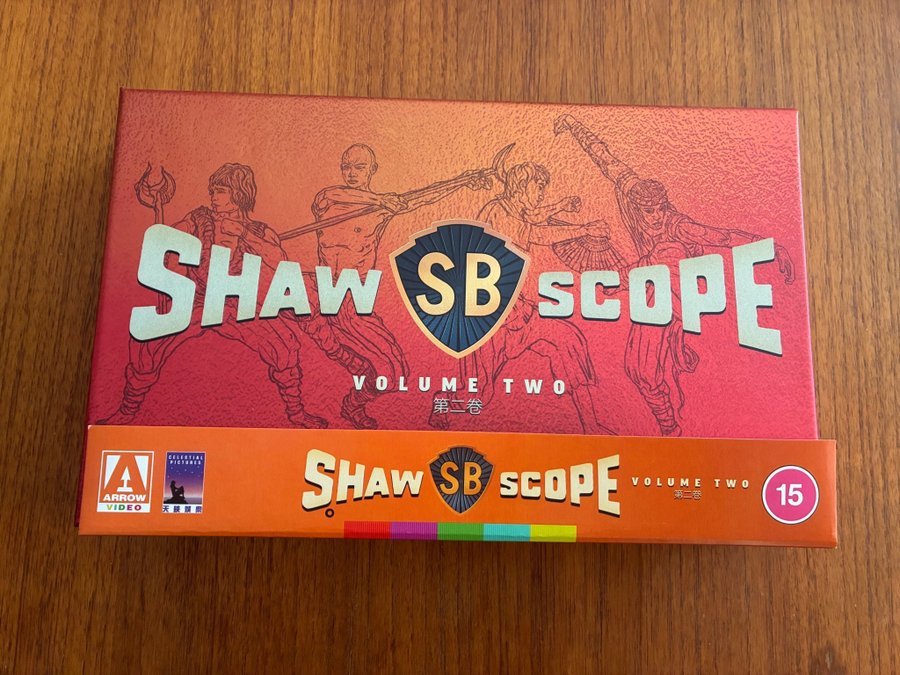 SHAW SB SCOPE
VOLUME TWO
第二卷
ARROW
VIDEO
CELESTIAL
PICTURES
天映娛樂
SHAW SB SCOPE
VOLUME TWO
第二卷
15